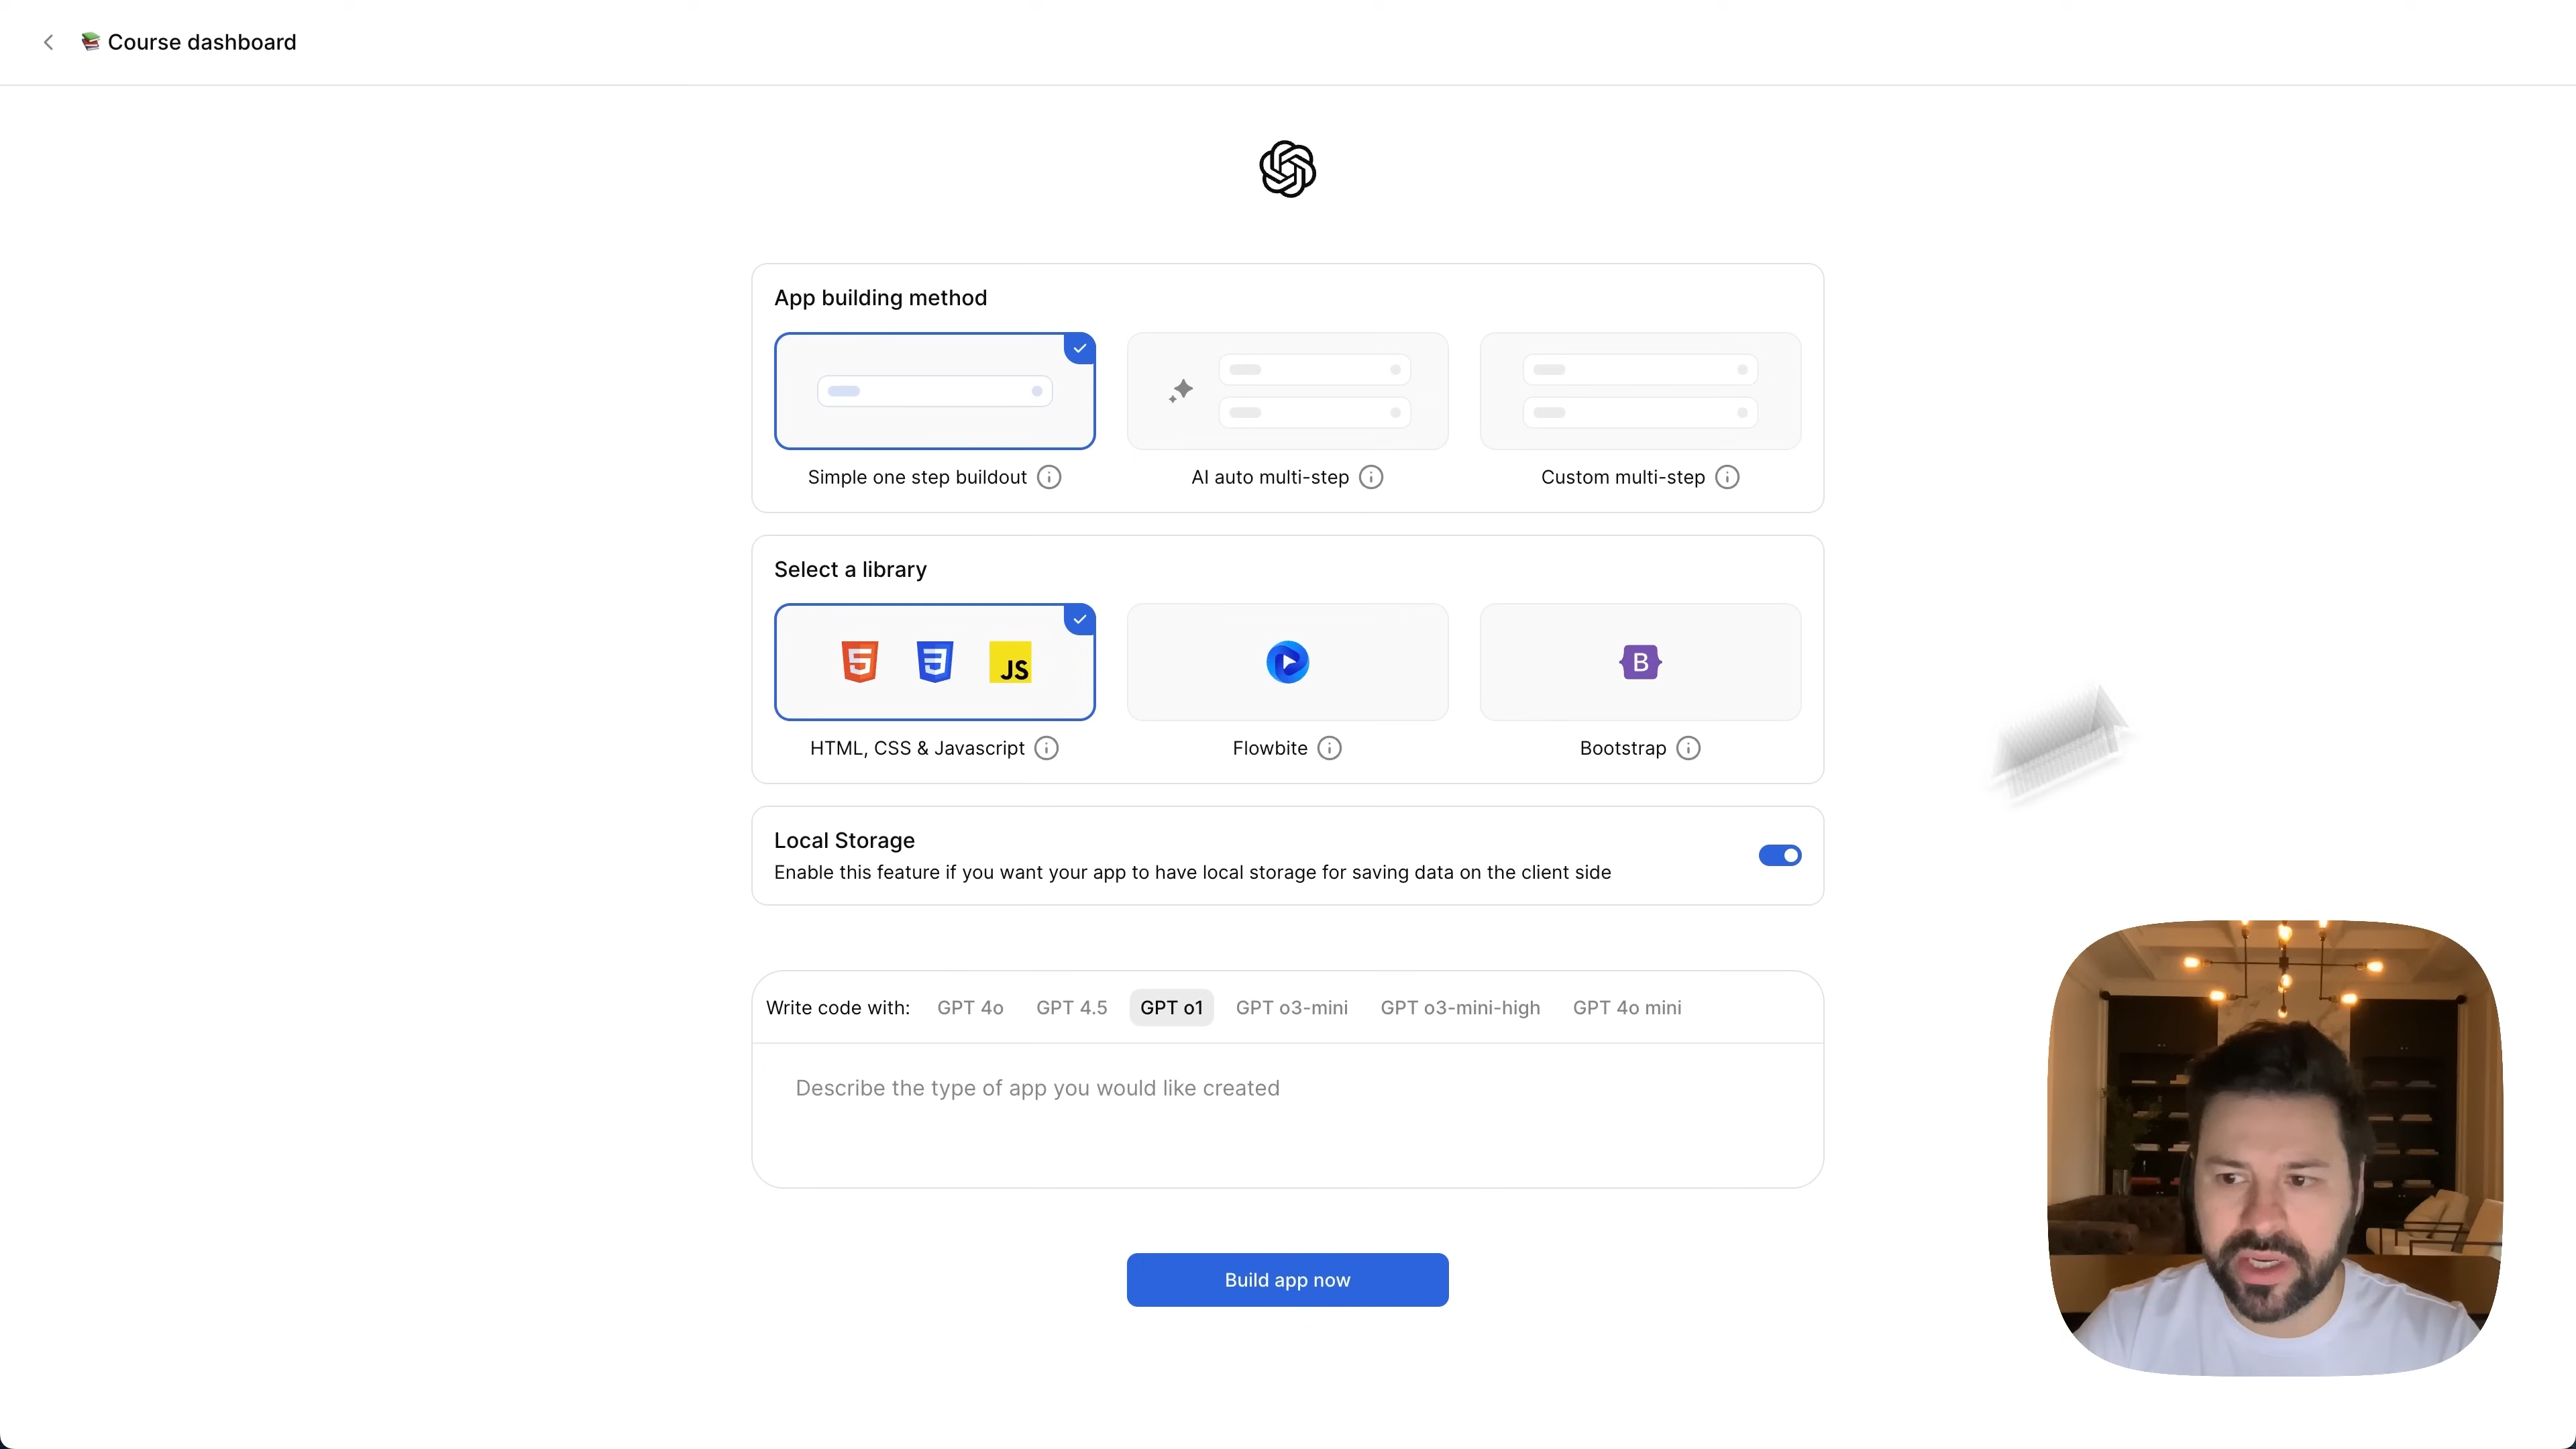 📚 Course dashboard
App building method
Simple one step buildout
AI auto multi-step
Custom multi-step
Select a library
JS
B
HTML, CSS & Javascript
Flowbite
Bootstrap
Local Storage
Enable this feature if you want your app to have local storage for saving data on the client side
Write code with: GPT 4o GPT 4.5 GPT o1 GPT o3-mini GPT o3-mini-high GPT 4o mini
Describe the type of app you would like created
Build app now